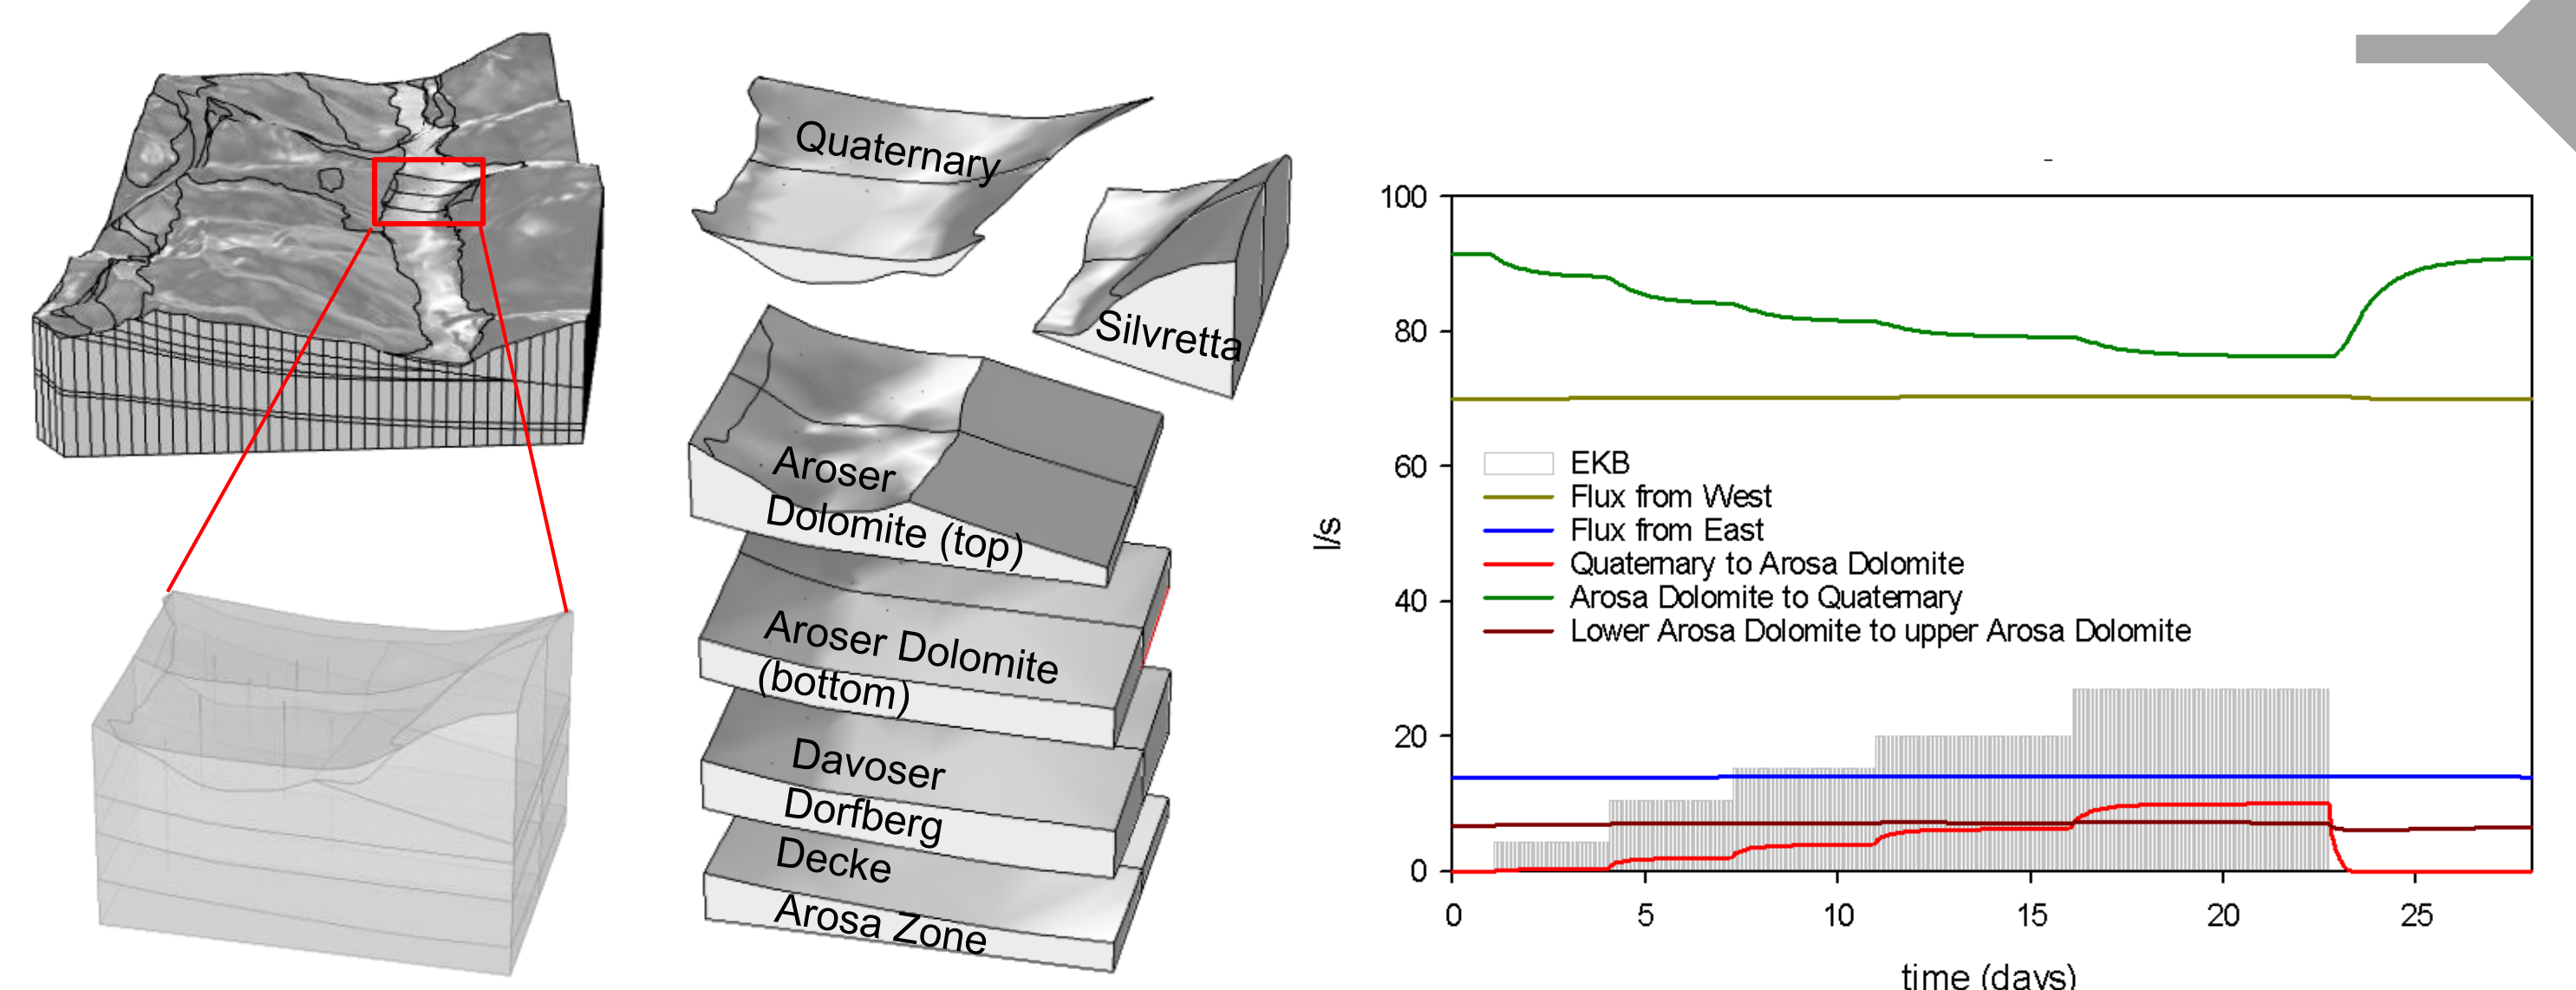 Quaternary
Silvretta
Aroser
Dolomite (top)
Aroser Dolomite
(bottom)
Davoser
Dorfberg
Decke
Arosa Zone
100
80
60
40
20
0
l/s
EKB
Flux from West
Flux from East
Quaternary to Arosa Dolomite
Arosa Dolomite to Quaternary
Lower Arosa Dolomite to upper Arosa Dolomite
0 5 10 15 20 25
time (days)